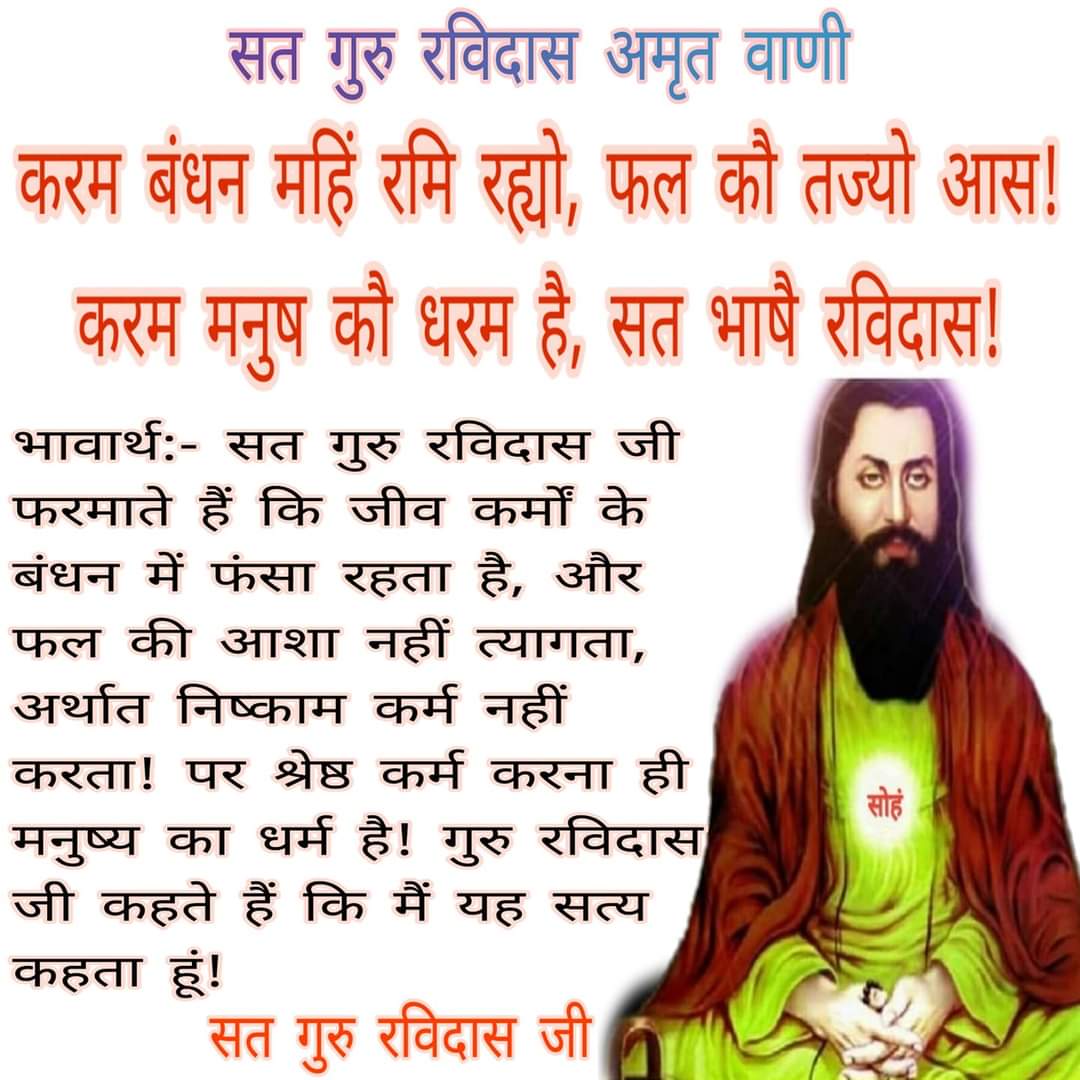 सत गुरु रविदास अमृत वाणी
करम बंधन महिं रमि रह्यो, फल कौ तज्यो आस!
करम मनुष कौ धरम है, सत भाषै रविदास!
भावार्थ:- सत गुरु रविदास जी
फरमाते हैं कि जीव कर्मों के
बंधन में फंसा रहता है, और
फल की आशा नहीं त्यागता,
अर्थात निष्काम कर्म नहीं
करता! पर श्रेष्ठ कर्म करना ही
मनुष्य का धर्म है! गुरु रविदास
जी कहते हैं कि मैं यह सत्य
कहता हूं!
सत गुरु रविदास जी
सोहं